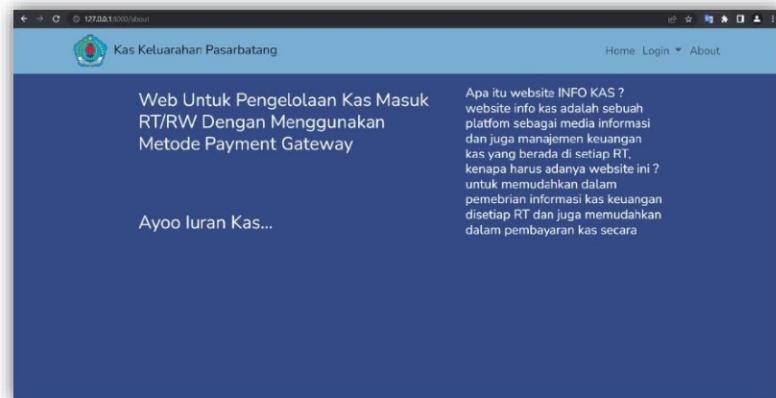 127.0.0.1:8000/about
Kas Keluarahan Pasarbatang
Home Login About
Web Untuk Pengelolaan Kas Masuk
RT/RW Dengan Menggunakan
Metode Payment Gateway
Ayoo Iuran Kas...
Apa itu website INFO KAS ?
website info kas adalah sebuah
platfom sebagai media informasi
dan juga manajemen keuangan
kas yang berada di setiap RT,
kenapa harus adanya website ini ?
untuk memudahkan dalam
pemebrian informasi kas keuangan
disetiap RT dan juga memudahkan
dalam pembayaran kas secara